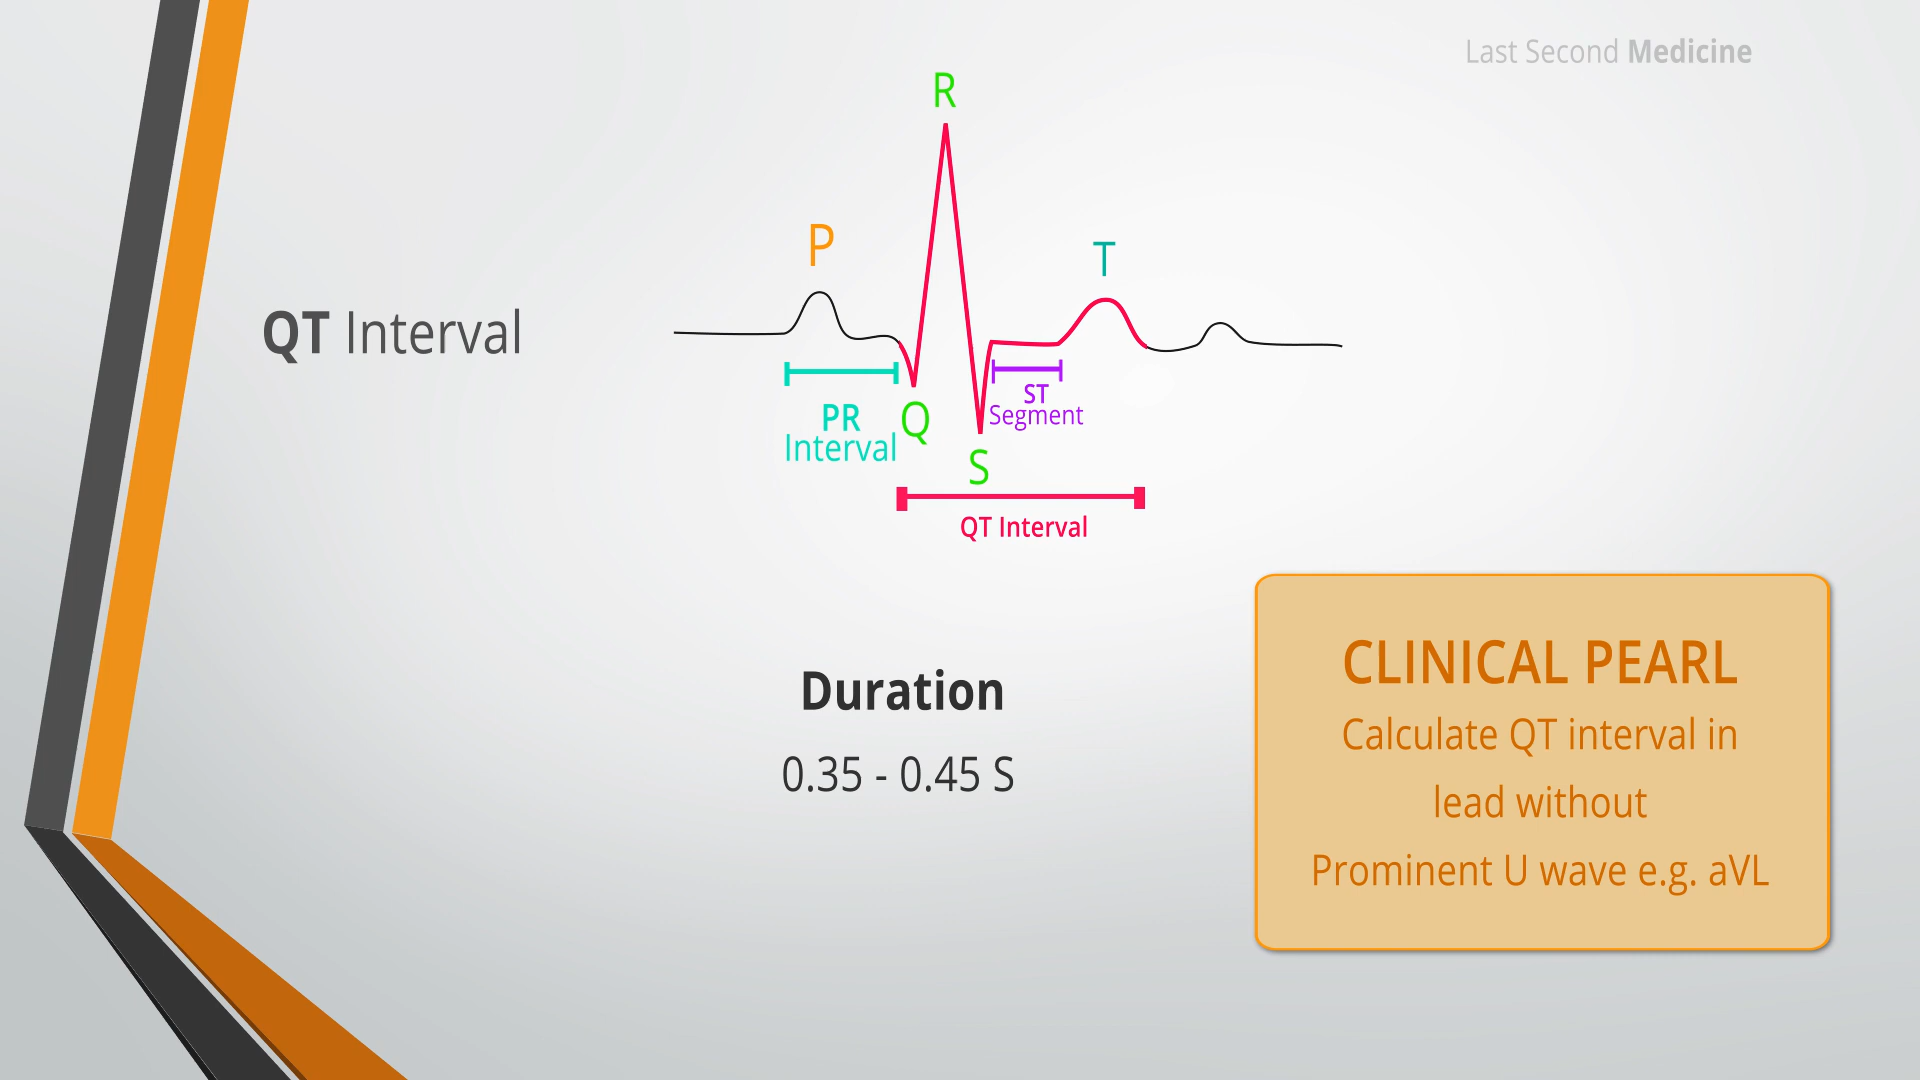 Last Second Medicine
R
P
T
QT Interval
ST
Segment
PR
Interval
Q
S
QT Interval
Duration
0.35 - 0.45 S
CLINICAL PEARL
Calculate QT interval in
lead without
Prominent U wave e.g. aVL